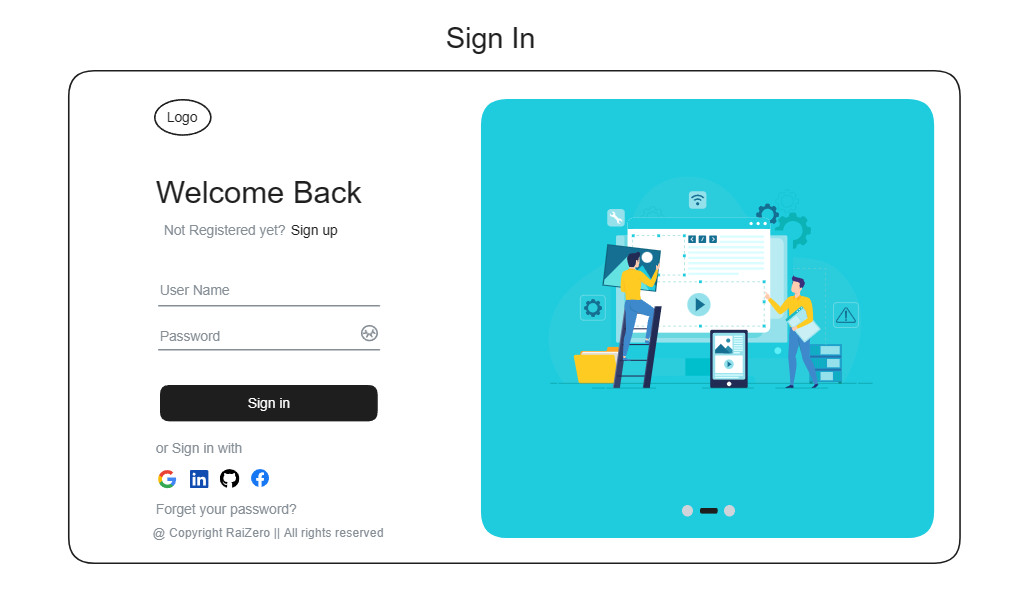 Sign In
Logo
Welcome Back
Not Registered yet? Sign up
User Name
Password
Sign in
or Sign in with
Forget your password?
@ Copyright RaiZero || All rights reserved